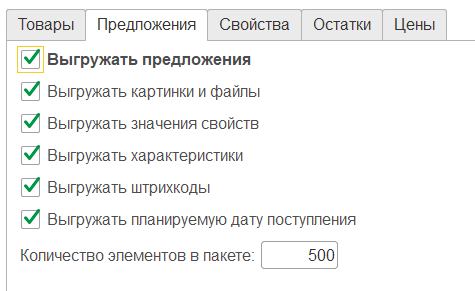 Товары Предложения Свойства Остатки Цены
Выгружать предложения
Выгружать картинки и файлы
Выгружать значения свойств
Выгружать характеристики
Выгружать штрихкоды
Выгружать планируемую дату поступления
Количество элементов в пакете: 500